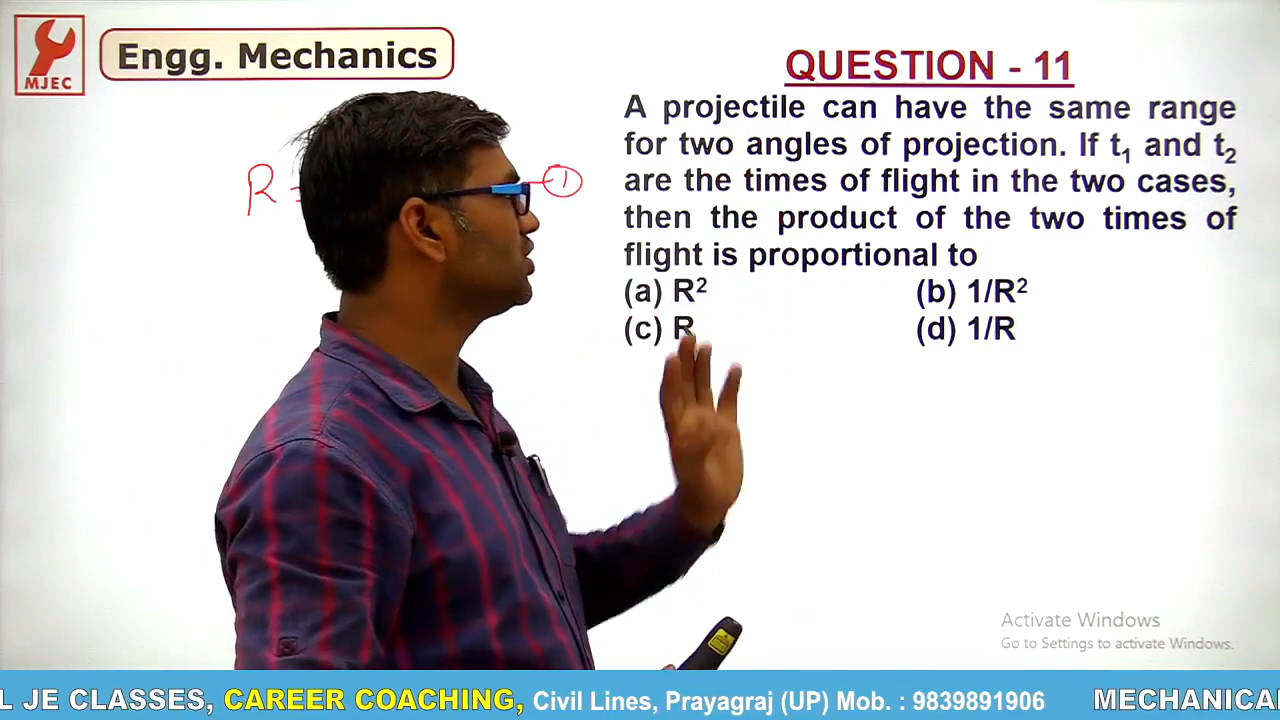 MJEC
Engg. Mechanics
QUESTION - 11
A projectile can have the same range
for two angles of projection. If t₁ and t₂
are the times of flight in the two cases,
then the product of the two times of
flight is proportional to
(a) R² (b) 1/R²
(c) R (d) 1/R
R = 1
Activate Windows
Go to Settings to activate Windows.
L JE CLASSES, CAREER COACHING, Civil Lines, Prayagraj (UP) Mob. : 9839891906 MECHANICA